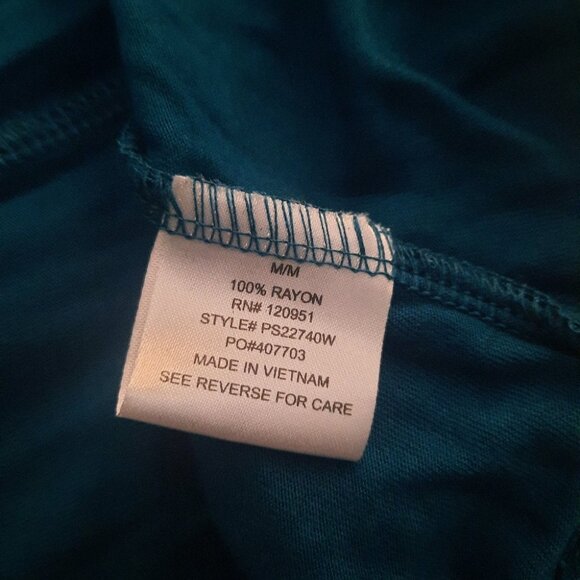 M/M
100% RAYON
RN# 120951
STYLE# PS22740W
PO#407703
MADE IN VIETNAM
SEE REVERSE FOR CARE